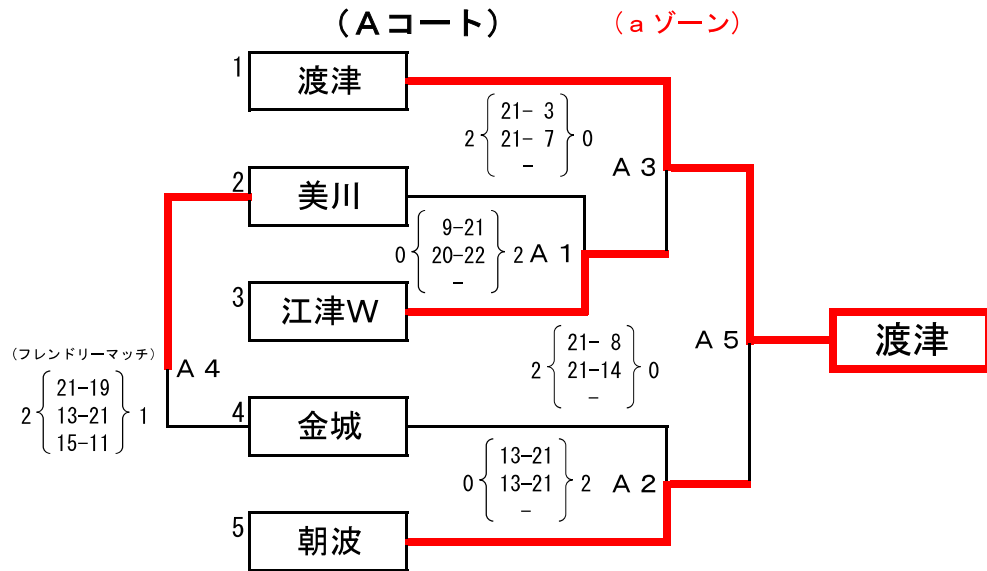 （Ａコート）　（ａゾーン）
1 渡津
2 { 21- 3 } 0
21- 7
-
Ａ３
2 美川
0 { 9-21 } 2 Ａ１
20-22
-
3 江津Ｗ
渡津
Ａ５
2 { 21- 8 } 0
21-14
-
（フレンドリーマッチ）
Ａ４
2 { 21-19 } 1
13-21
15-11
4 金城
0 { 13-21 } 2 Ａ２
13-21
-
5 朝波